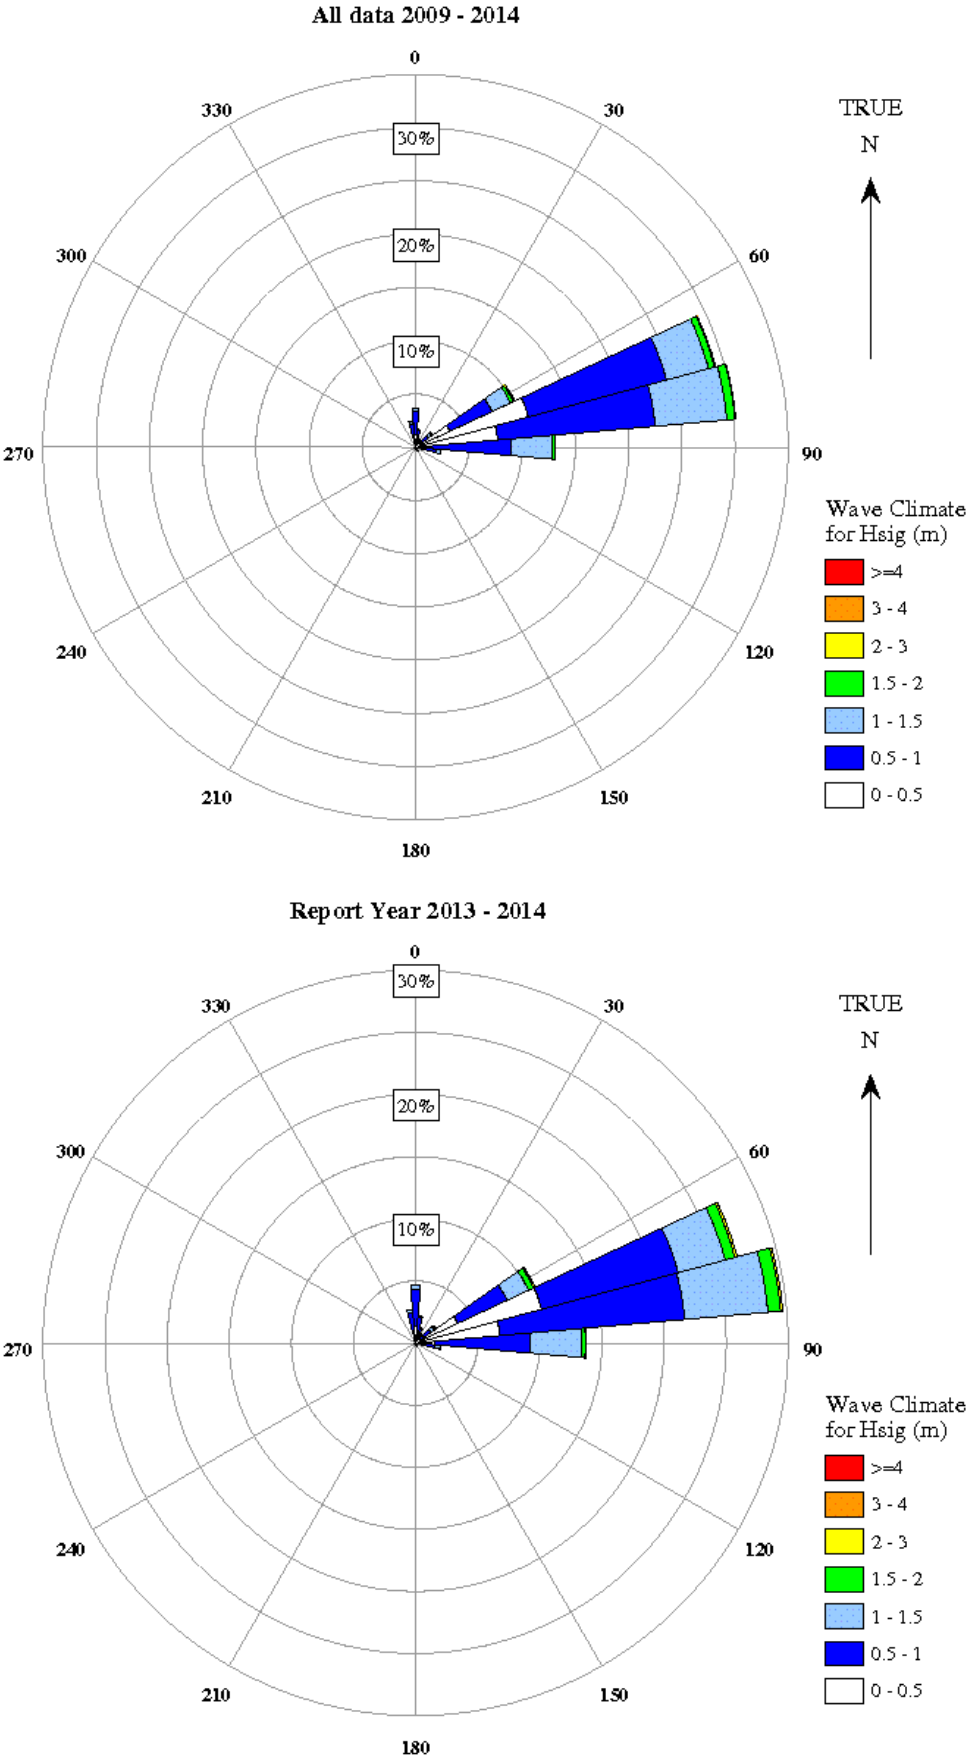 All data 2009 - 2014
0
330
30
30%
TRUE
N
20%
300
60
10%
270
90
Wave Climate
for Hsig (m)
>=4
3 - 4
2 - 3
1.5 - 2
1 - 1.5
0.5 - 1
0 - 0.5
240
120
210
150
180
Report Year 2013 - 2014
0
30%
330
30
TRUE
N
20%
300
60
10%
270
90
Wave Climate
for Hsig (m)
>=4
3 - 4
2 - 3
1.5 - 2
1 - 1.5
0.5 - 1
0 - 0.5
240
120
210
150
180